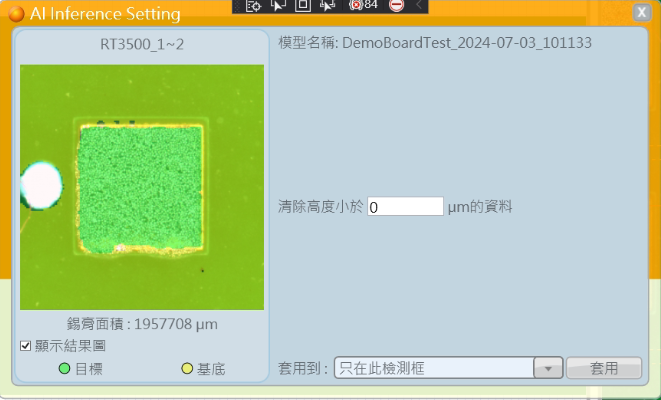 84
AI Inference Setting
X
RT3500_1~2
錫膏面積 : 1957708 μm
顯示結果圖
目標
基底
模型名稱: DemoBoardTest_2024-07-03_101133
清除高度小於 0 μm的資料
套用到 : 只在此檢測框 套用